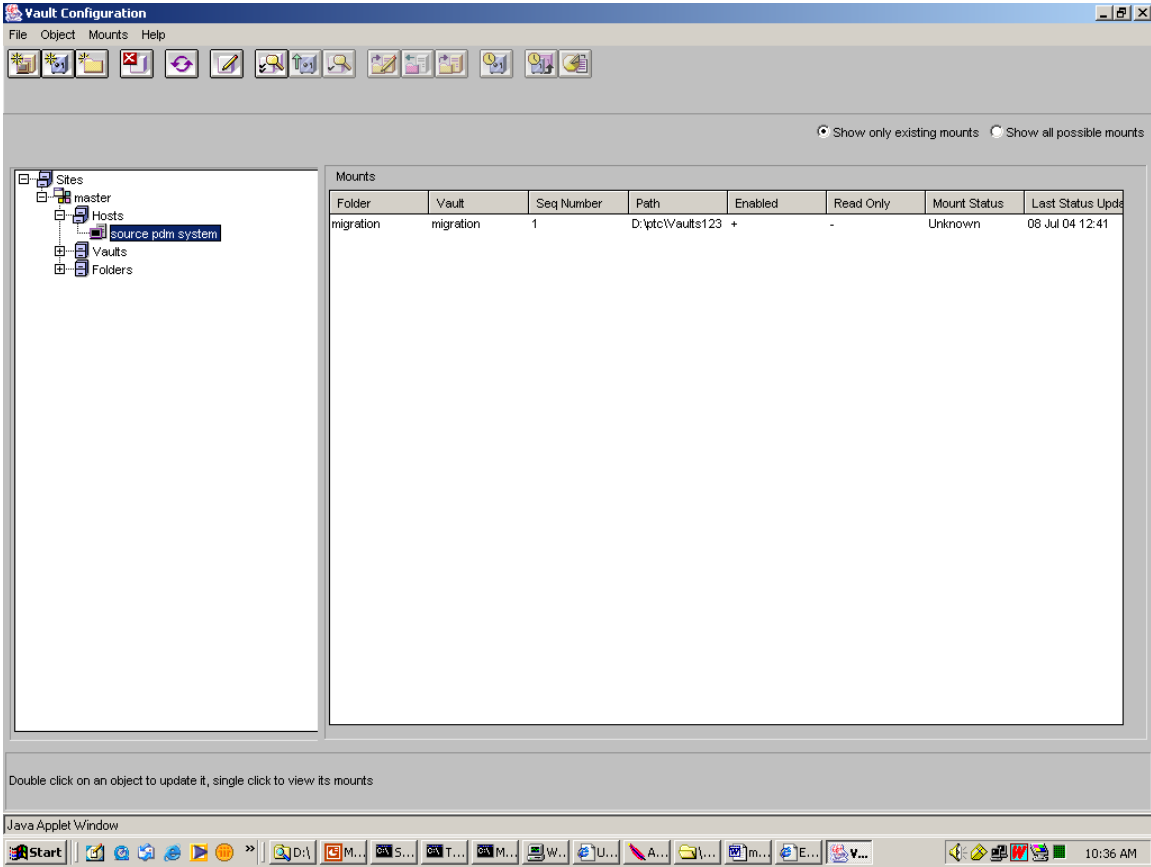 Vault Configuration
File Object Mounts Help
Show only existing mounts Show all possible mounts
Sites
master
Hosts
source pdm system
Vaults
Folders
Mounts
Folder Vault Seq Number Path Enabled Read Only Mount Status Last Status Upda
migration migration 1 D:\ptc\Vaults123 + - Unknown 08 Jul 04 12:41
Double click on an object to update it, single click to view its mounts
Java Applet Window
Start » D:\ M... S... T... M... W... U... A... \... m... E... V... 10:36 AM